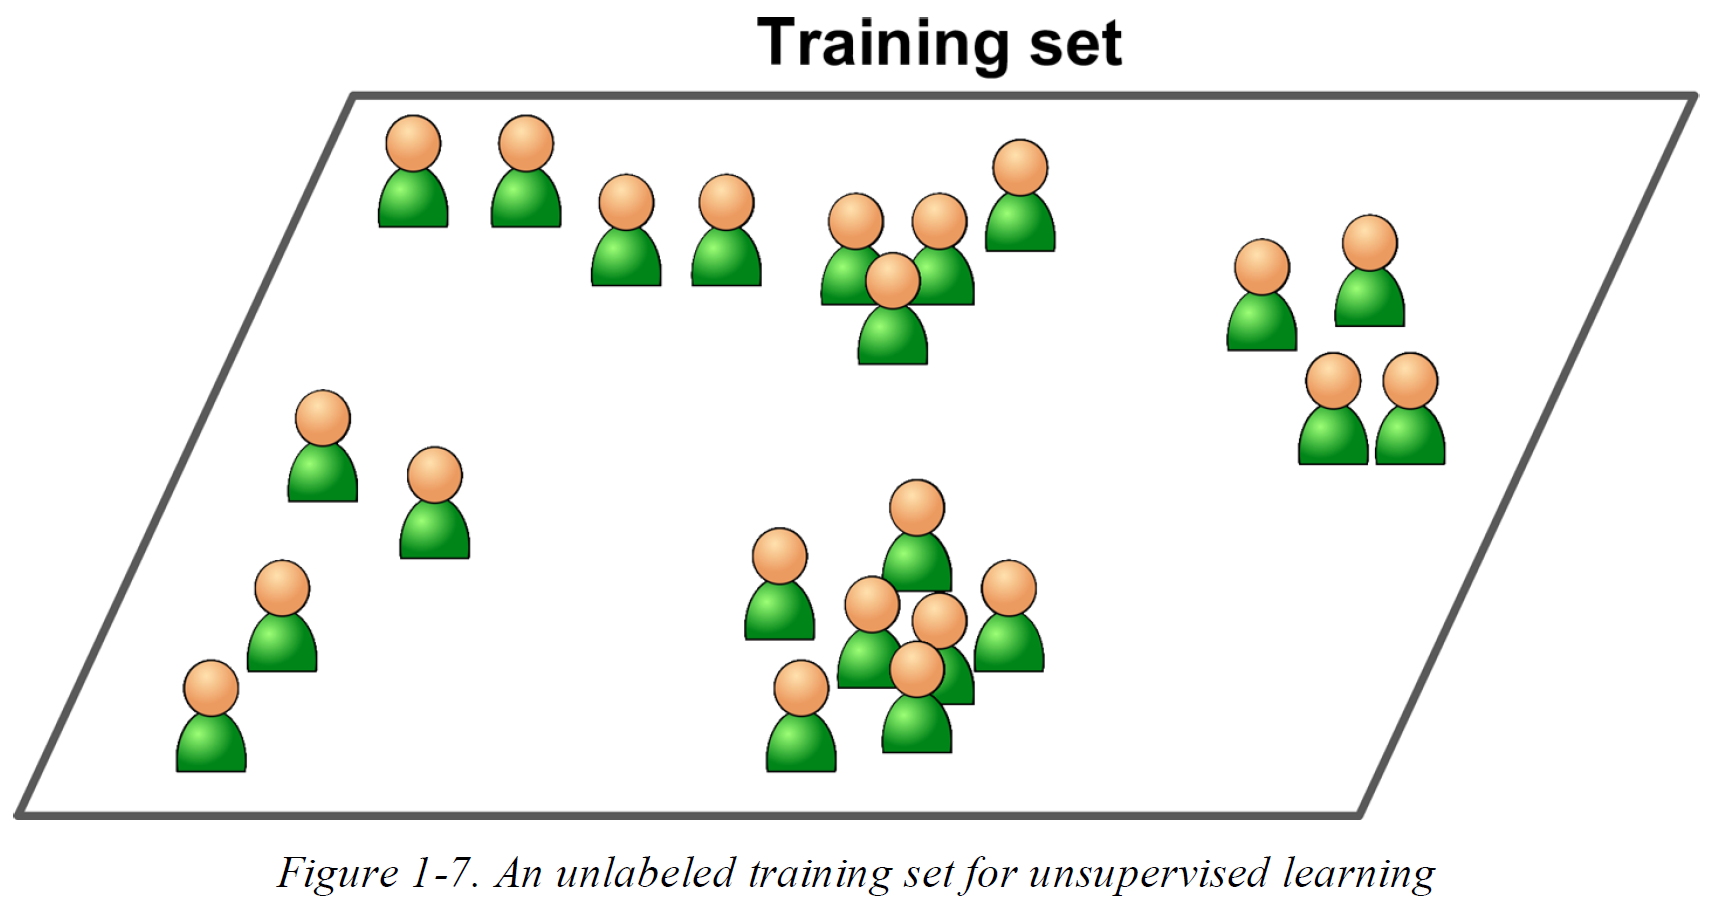 Training set
Figure 1-7. An unlabeled training set for unsupervised learning